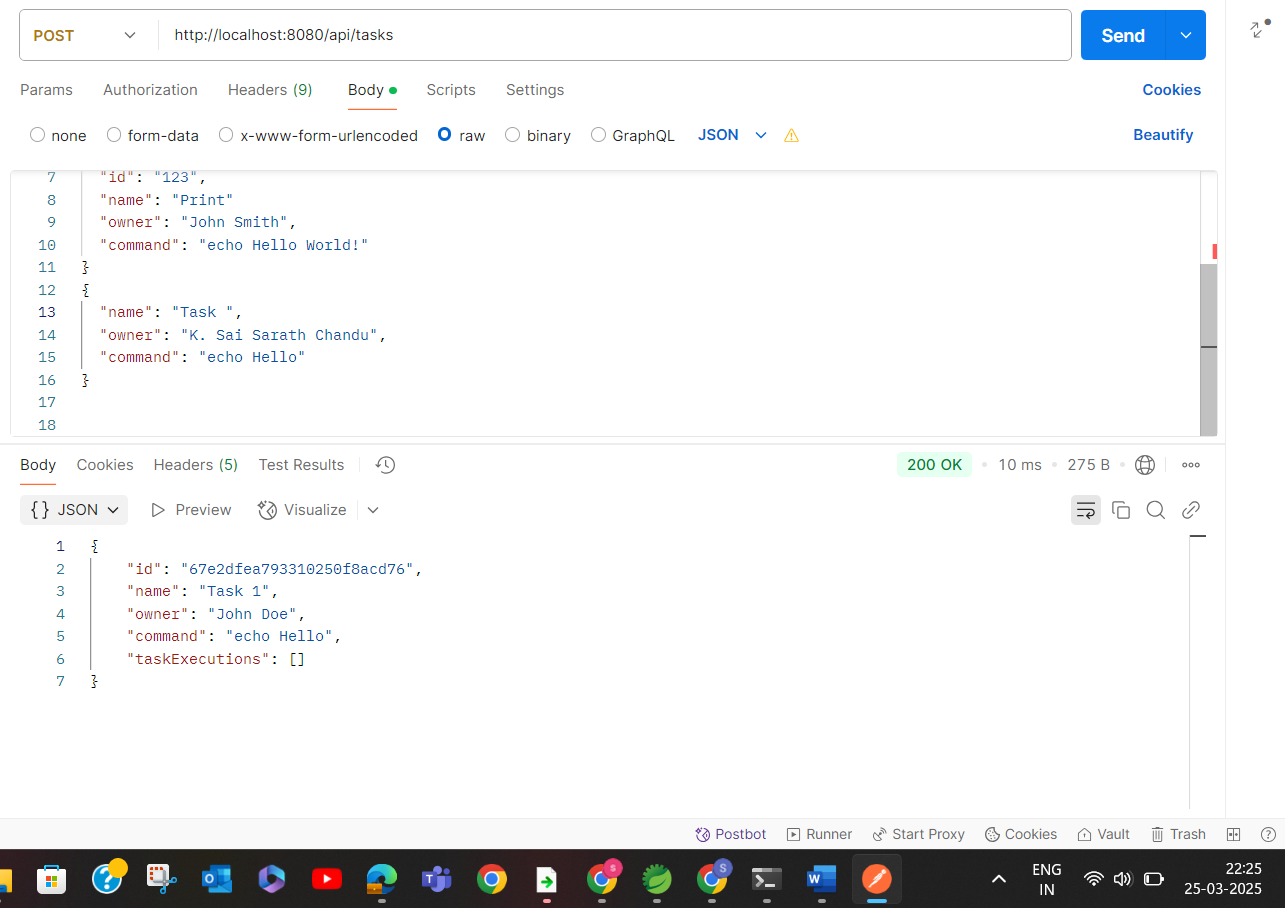 POST
http://localhost:8080/api/tasks
Send
Params Authorization Headers (9) Body Scripts Settings Cookies
none form-data x-www-form-urlencoded raw binary GraphQL JSON Beautify
7 "id": "123",
8 "name": "Print"
9 "owner": "John Smith",
10 "command": "echo Hello World!"
11 }
12 {
13 "name": "Task ",
14 "owner": "K. Sai Sarath Chandu",
15 "command": "echo Hello"
16 }
17
18
Body Cookies Headers (5) Test Results 200 OK 10 ms 275 B
{} JSON Preview Visualize
1 {
2 "id": "67e2dfea793310250f8acd76",
3 "name": "Task 1",
4 "owner": "John Doe",
5 "command": "echo Hello",
6 "taskExecutions": []
7 }
Postbot Runner Start Proxy Cookies Vault Trash
ENG
IN
22:25
25-03-2025